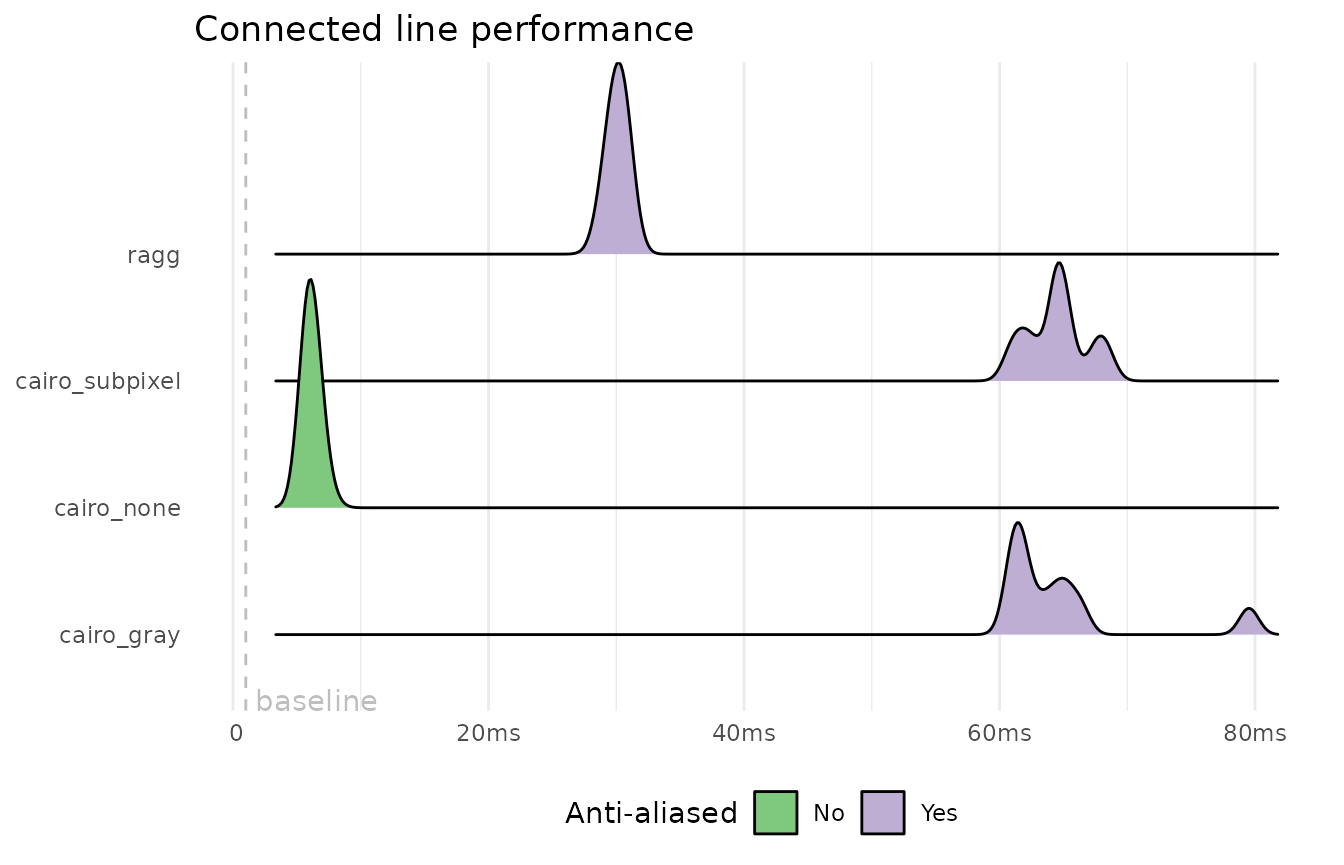 Connected line performance
ragg
cairo_subpixel
cairo_none
cairo_gray
baseline
0 20ms 40ms 60ms 80ms
Anti-aliased No Yes